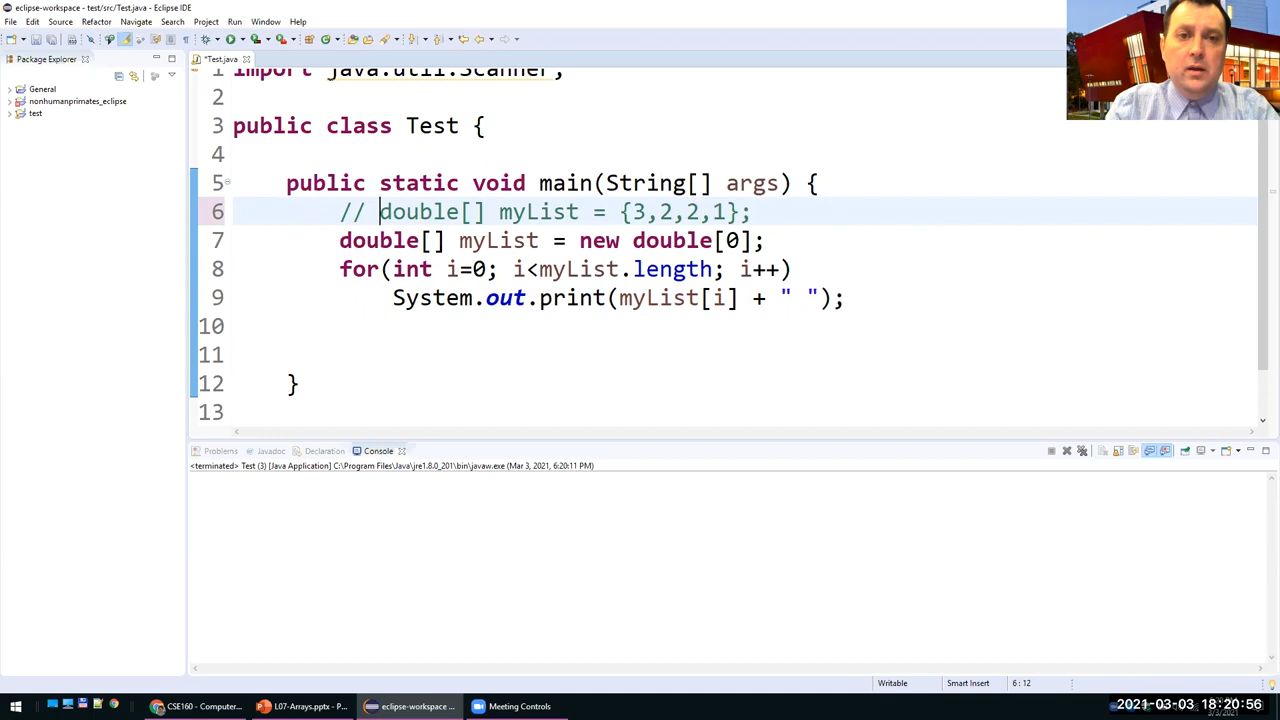 eclipse-workspace - test/src/Test.java - Eclipse IDE
File Edit Source Refactor Navigate Search Project Run Window Help
Package Explorer
*Test.java
General
nonhumanprimates_eclipse
test
1 import java.util.Scanner;
2
3 public class Test {
4
5 public static void main(String[] args) {
6 // double[] myList = {3,2,2,1};
7 double[] myList = new double[0];
8 for(int i=0; i<myList.length; i++)
9 System.out.print(myList[i] + " ");
10
11
12 }
13
Problems Javadoc Declaration Console
<terminated> Test (3) [Java Application] C:\Program Files\Java\jre1.8.0_201\bin\javaw.exe (Mar 3, 2021, 6:20:11 PM)
Writable Smart Insert 6 : 12
CSE160 - Computer... L07-Arrays.pptx - P... eclipse-workspace ... Meeting Controls
2021-03-03 18:20:56
3/3/2021